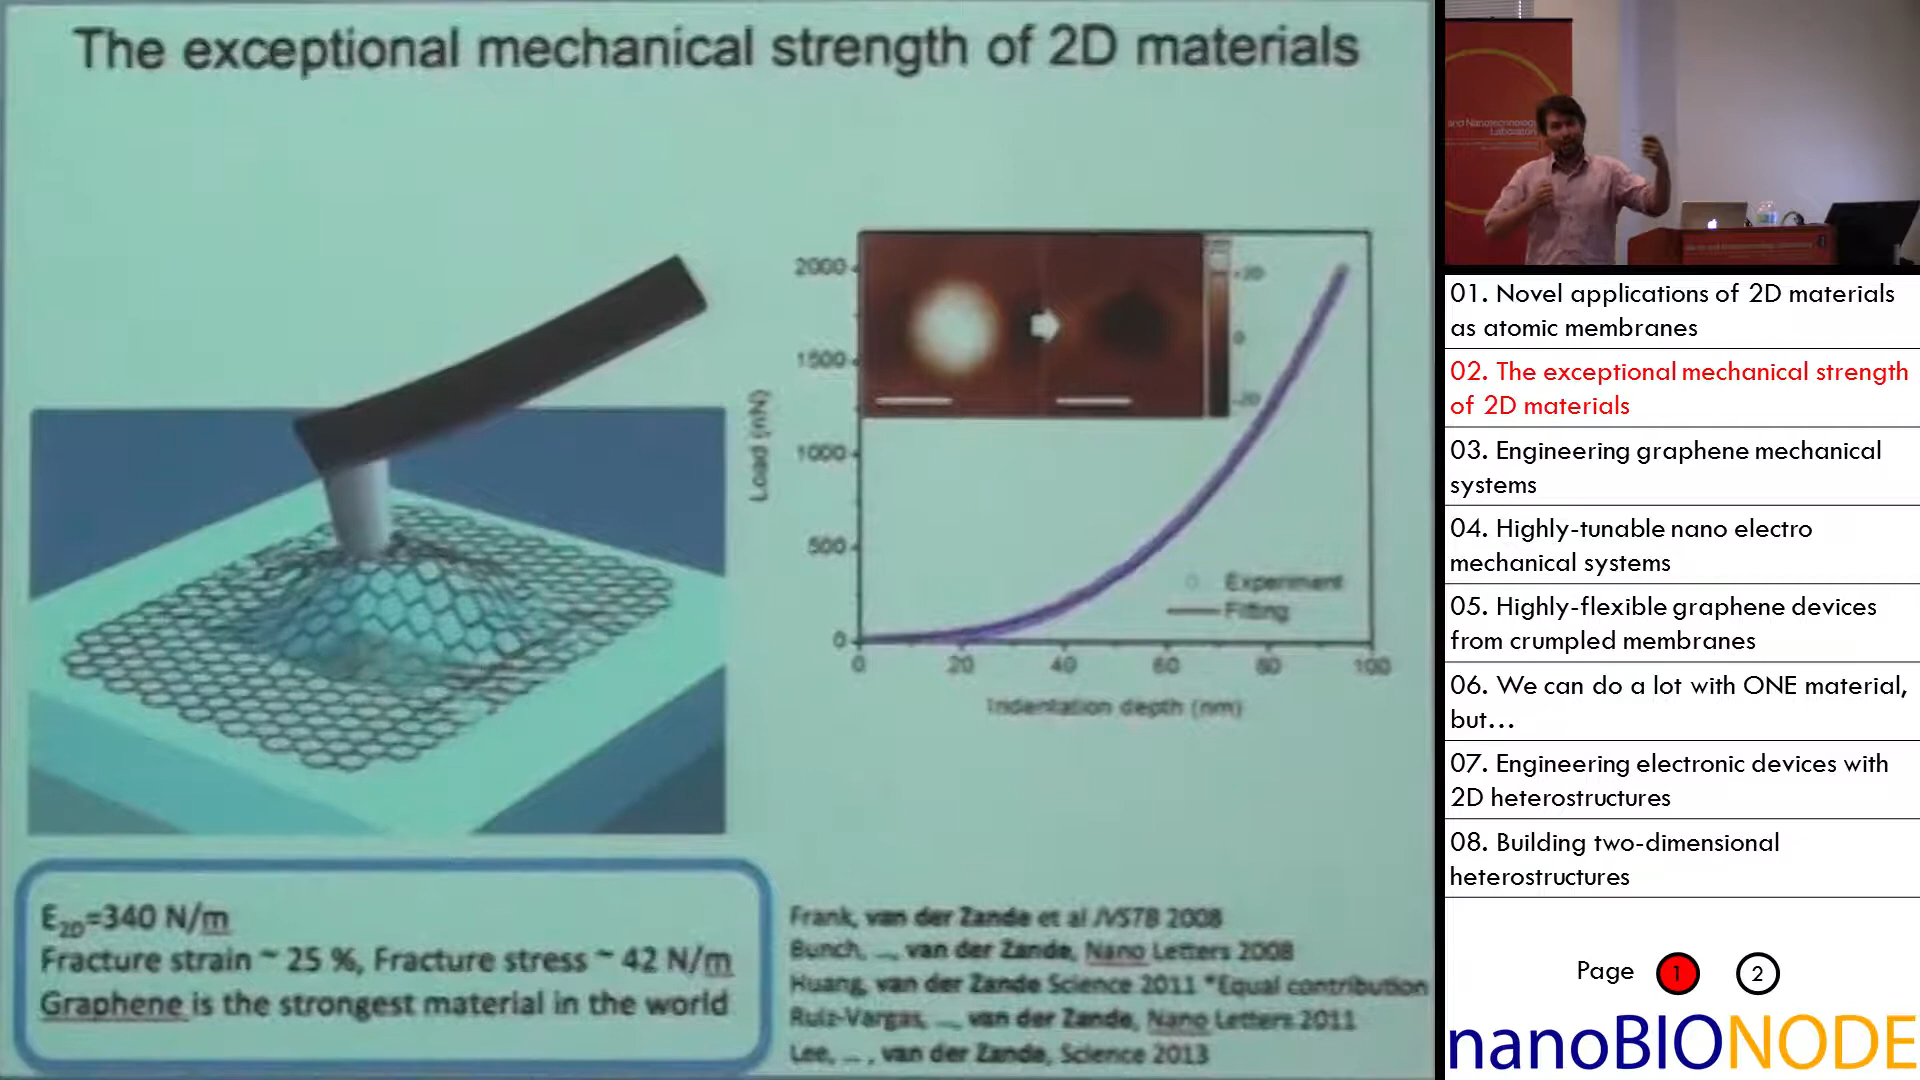 The exceptional mechanical strength of 2D materials
2000
1500
1000
500
0
Load (nN)
20
0
-20
Experiment
Fitting
0 20 40 60 80 100
Indentation depth (nm)
E2D=340 N/m
Fracture strain ~ 25 %, Fracture stress ~ 42 N/m
Graphene is the strongest material in the world
Frank, van der Zande et al JVSTB 2008
Bunch, ..., van der Zande, Nano Letters 2008
Huang, van der Zande Science 2011 *Equal contribution
Ruiz-Vargas, ..., van der Zande, Nano Letters 2011
Lee, ... , van der Zande, Science 2013
and Nanotechnology
Laboratory
01. Novel applications of 2D materials
as atomic membranes
02. The exceptional mechanical strength
of 2D materials
03. Engineering graphene mechanical
systems
04. Highly-tunable nano electro
mechanical systems
05. Highly-flexible graphene devices
from crumpled membranes
06. We can do a lot with ONE material,
but...
07. Engineering electronic devices with
2D heterostructures
08. Building two-dimensional
heterostructures
Page 1 2
nanoBIONODE